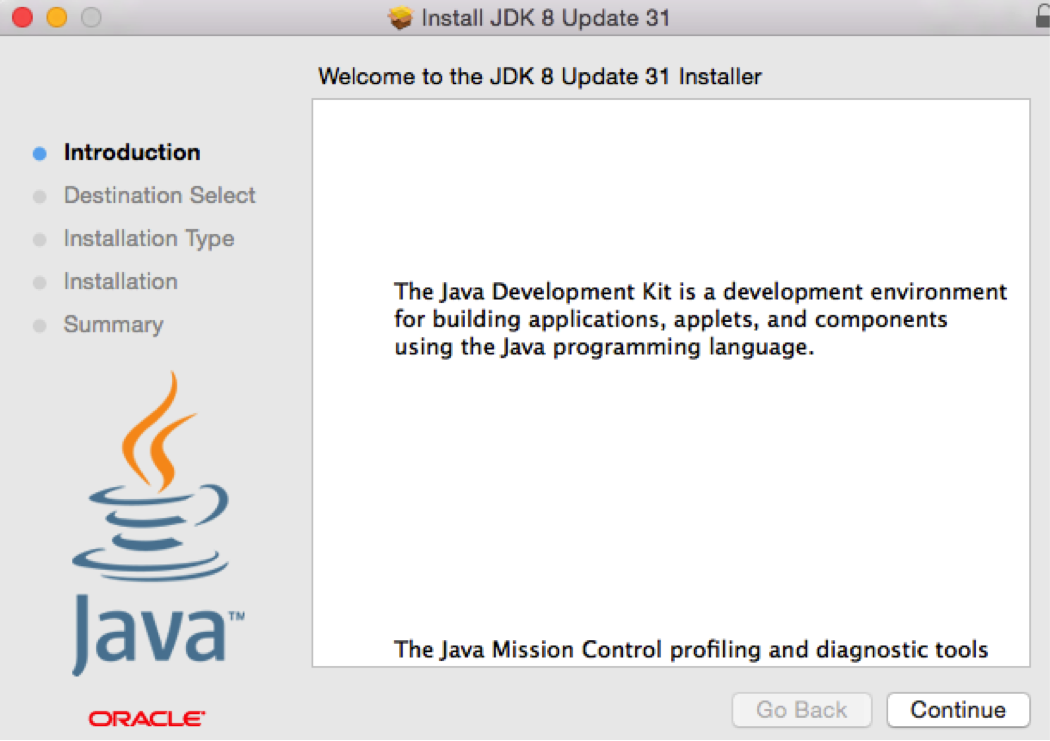 Install JDK 8 Update 31
Welcome to the JDK 8 Update 31 Installer
Introduction
Destination Select
Installation Type
Installation
Summary
The Java Development Kit is a development environment
for building applications, applets, and components
using the Java programming language.
The Java Mission Control profiling and diagnostic tools
Java™
ORACLE®
Go Back
Continue